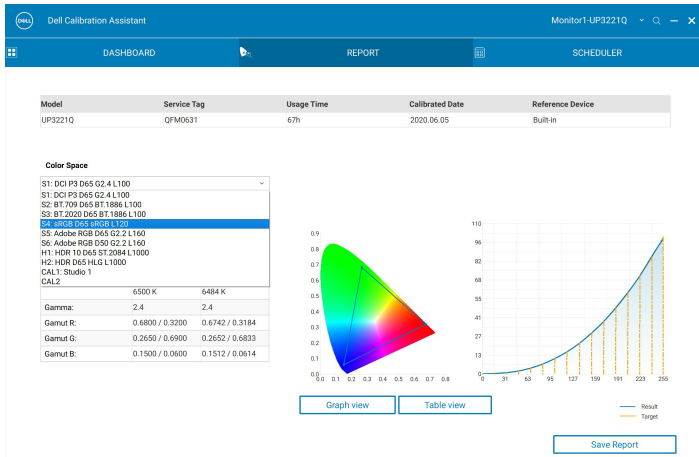 DELL
Dell Calibration Assistant
Monitor1-UP3221Q
DASHBOARD
REPORT
SCHEDULER
Model Service Tag Usage Time Calibrated Date Reference Device
UP3221Q QFM0631 67h 2020.06.05 Built-in
Color Space
S1: DCI P3 D65 G2.4 L100
S1: DCI P3 D65 G2.4 L100
S2: BT.709 D65 BT.1886 L100
S3: BT.2020 D65 BT.1886 L100
S4: sRGB D65 sRGB L120
S5: Adobe RGB D65 G2.2 L160
S6: Adobe RGB D50 G2.2 L160
H1: HDR 10 D65 ST.2084 L1000
H2: HDR D65 HLG L1000
CAL1: Studio 1
CAL2
6500 K 6484 K
Gamma: 2.4 2.4
Gamut R: 0.6800 / 0.3200 0.6742 / 0.3184
Gamut G: 0.2650 / 0.6900 0.2652 / 0.6833
Gamut B: 0.1500 / 0.0600 0.1512 / 0.0614
0.9
0.8
0.7
0.6
0.5
0.4
0.3
0.2
0.1
0.0
0.0 0.1 0.2 0.3 0.4 0.5 0.6 0.7 0.8
110
96
82
68
55
41
27
13
0
0 31 63 95 127 159 191 223 255
Graph view
Table view
Result
Target
Save Report